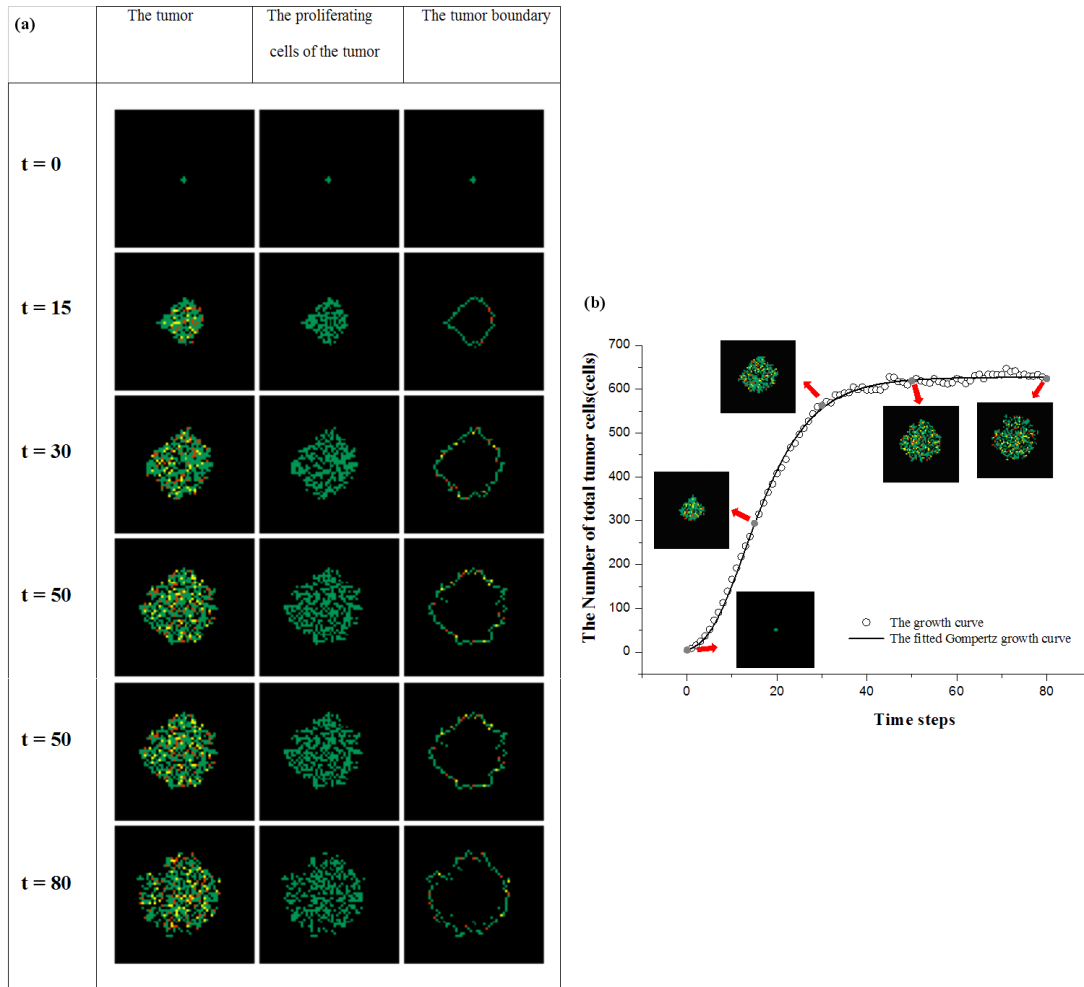 (a)
The tumor
The proliferating
cells of the tumor
The tumor boundary
t = 0
t = 15
t = 30
t = 50
t = 50
t = 80
(b)
The Number of total tumor cells(cells)
700
600
500
400
300
200
100
0
The growth curve
The fitted Gompertz growth curve
0
20
40
60
80
Time steps